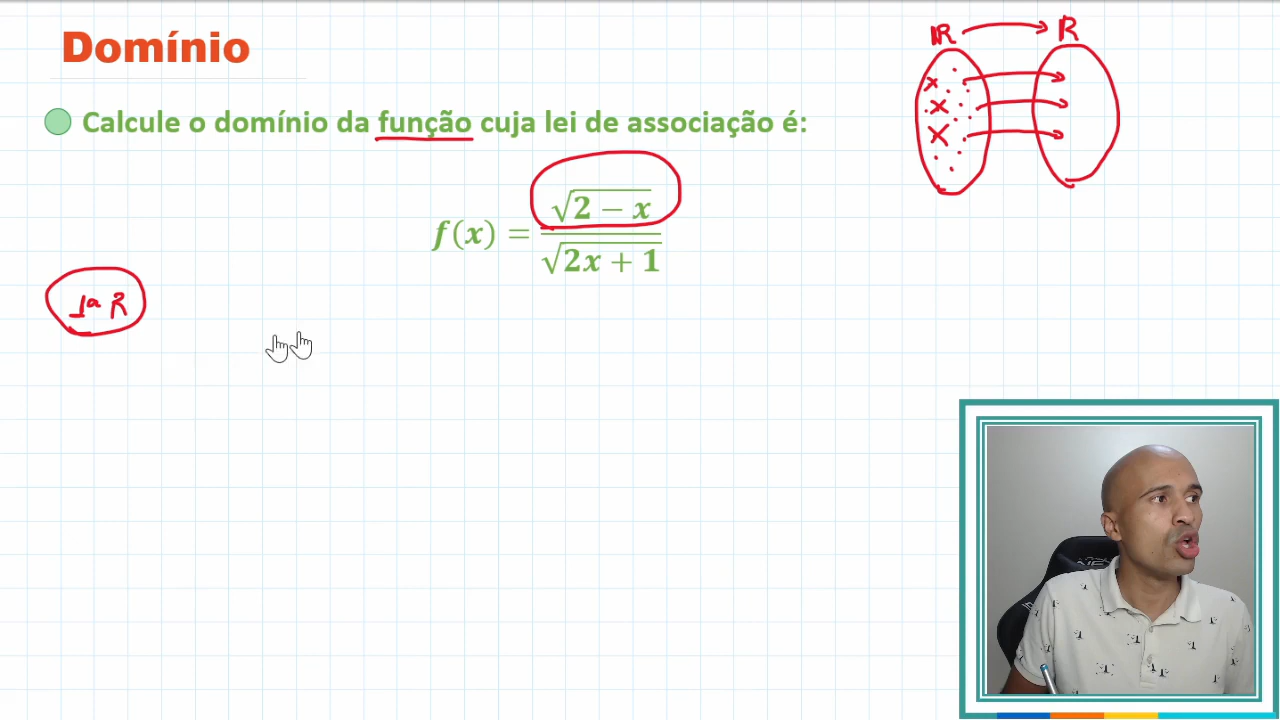 Domínio
ℝ → ℝ
Calcule o domínio da função cuja lei de associação é:
f(x) = √(2 − x) / √(2x + 1)
1ª R